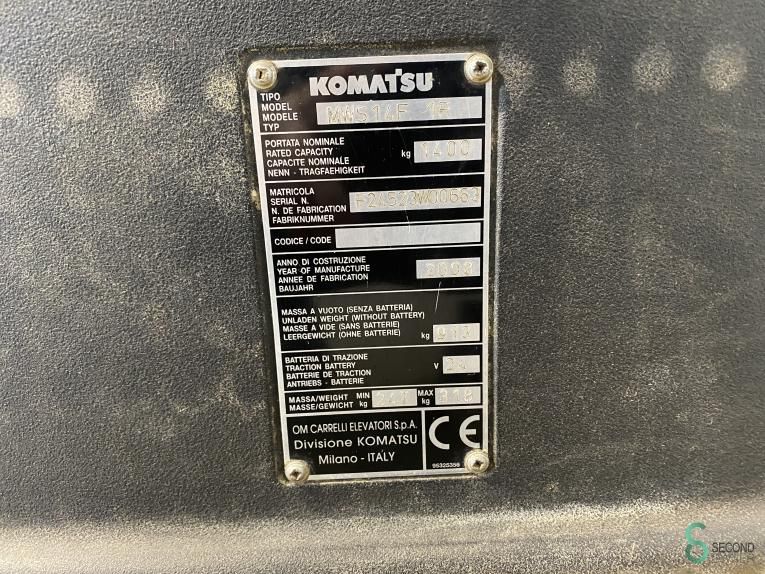 KOMATSU
TIPO
MODEL
MODELE
TYP
PORTATA NOMINALE
RATED CAPACITY kg 1400
CAPACITE NOMINALE
NENN - TRAGFAEHIGKEIT
MATRICOLA
SERIAL N.
N. DE FABRICATION
FABRIKNUMMER
CODICE / CODE
ANNO DI COSTRUZIONE
YEAR OF MANUFACTURE
ANNEE DE FABRICATION
BAUJAHR
MASSA A VUOTO (SENZA BATTERIA)
UNLADEN WEIGHT (WITHOUT BATTERY)
MASSE A VIDE (SANS BATTERIE)
LEERGEWICHT (OHNE BATTERIE) kg
BATTERIA DI TRAZIONE
TRACTION BATTERY V
BATTERIE DE TRACTION
ANTRIEBS - BATTERIE
MASSA/WEIGHT MIN MAX
MASSE/GEWICHT kg kg
OM CARRELLI ELEVATORI S.p.A.
Divisione KOMATSU
Milano - ITALY
CE
95325356
SECOND